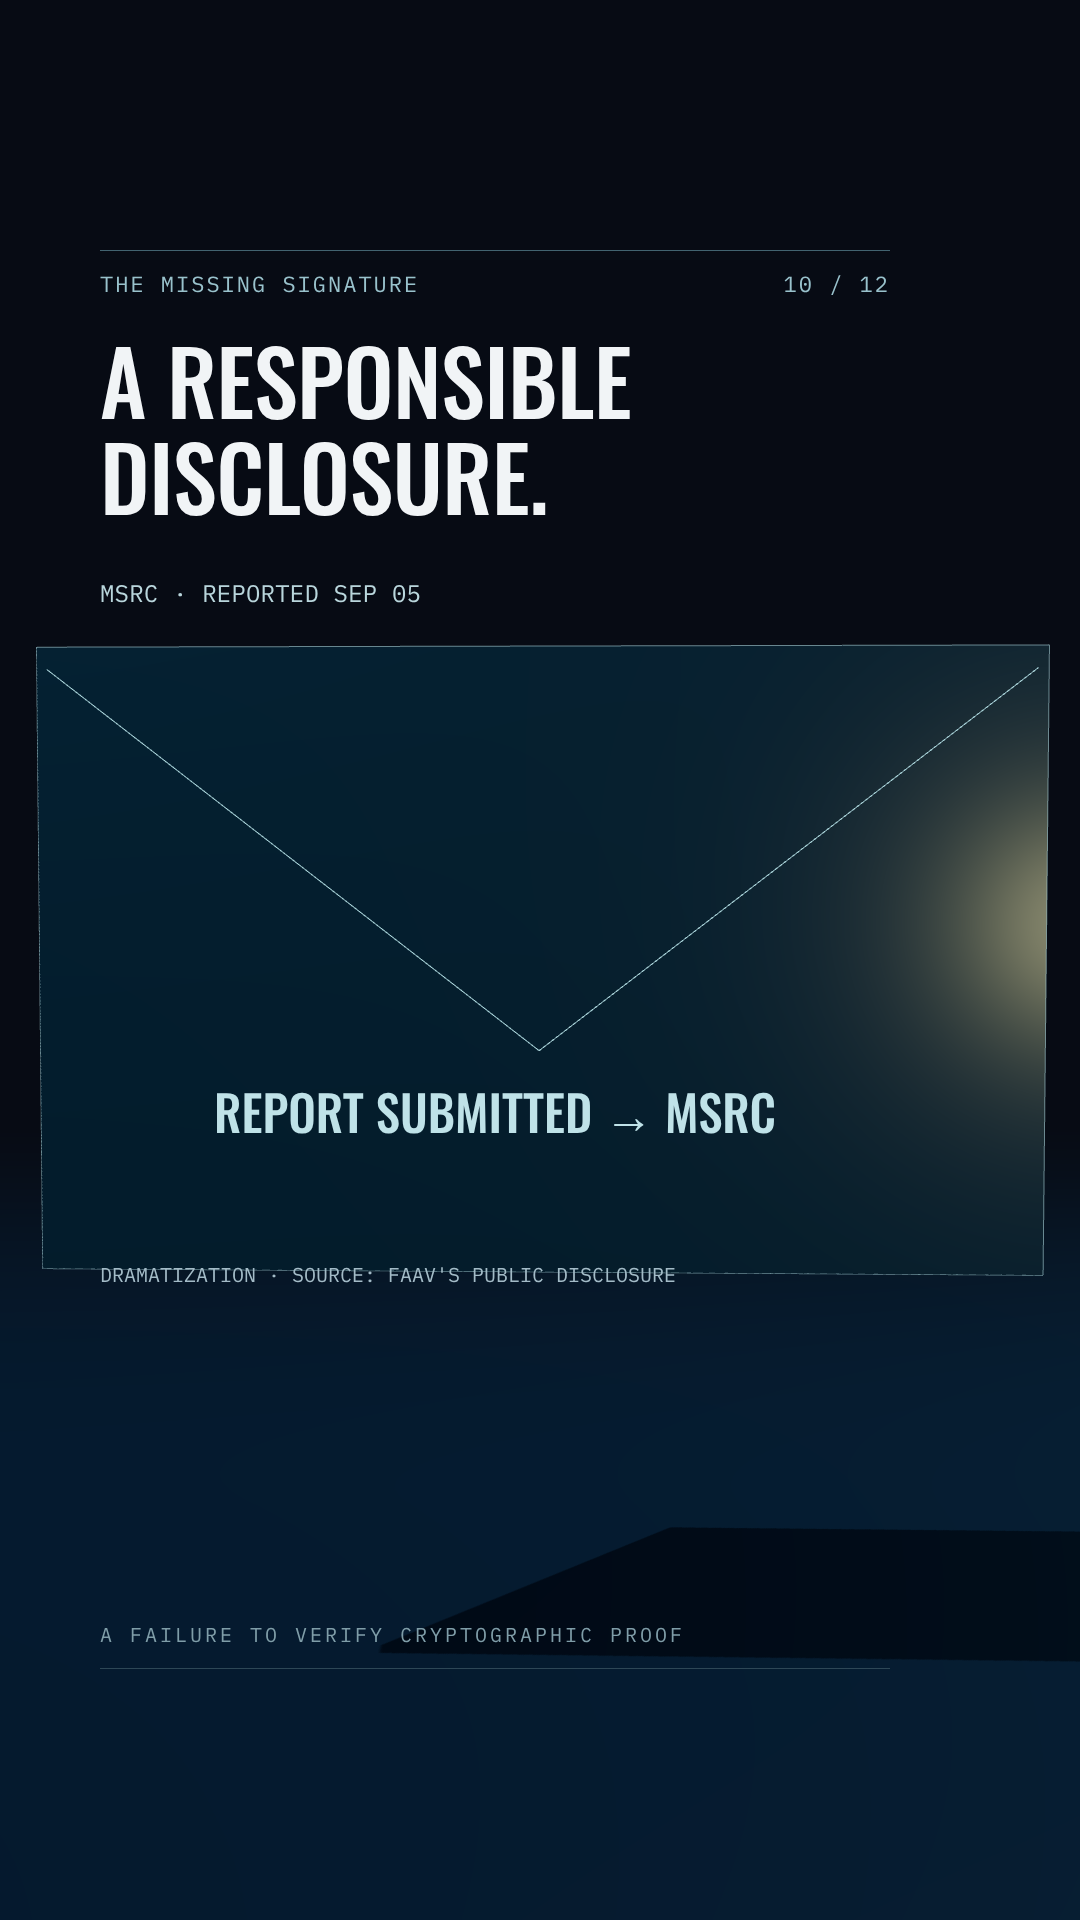 THE MISSING SIGNATURE 10 / 12
A RESPONSIBLE
DISCLOSURE.
MSRC · REPORTED SEP 05
REPORT SUBMITTED → MSRC
DRAMATIZATION · SOURCE: FAAV'S PUBLIC DISCLOSURE
A FAILURE TO VERIFY CRYPTOGRAPHIC PROOF